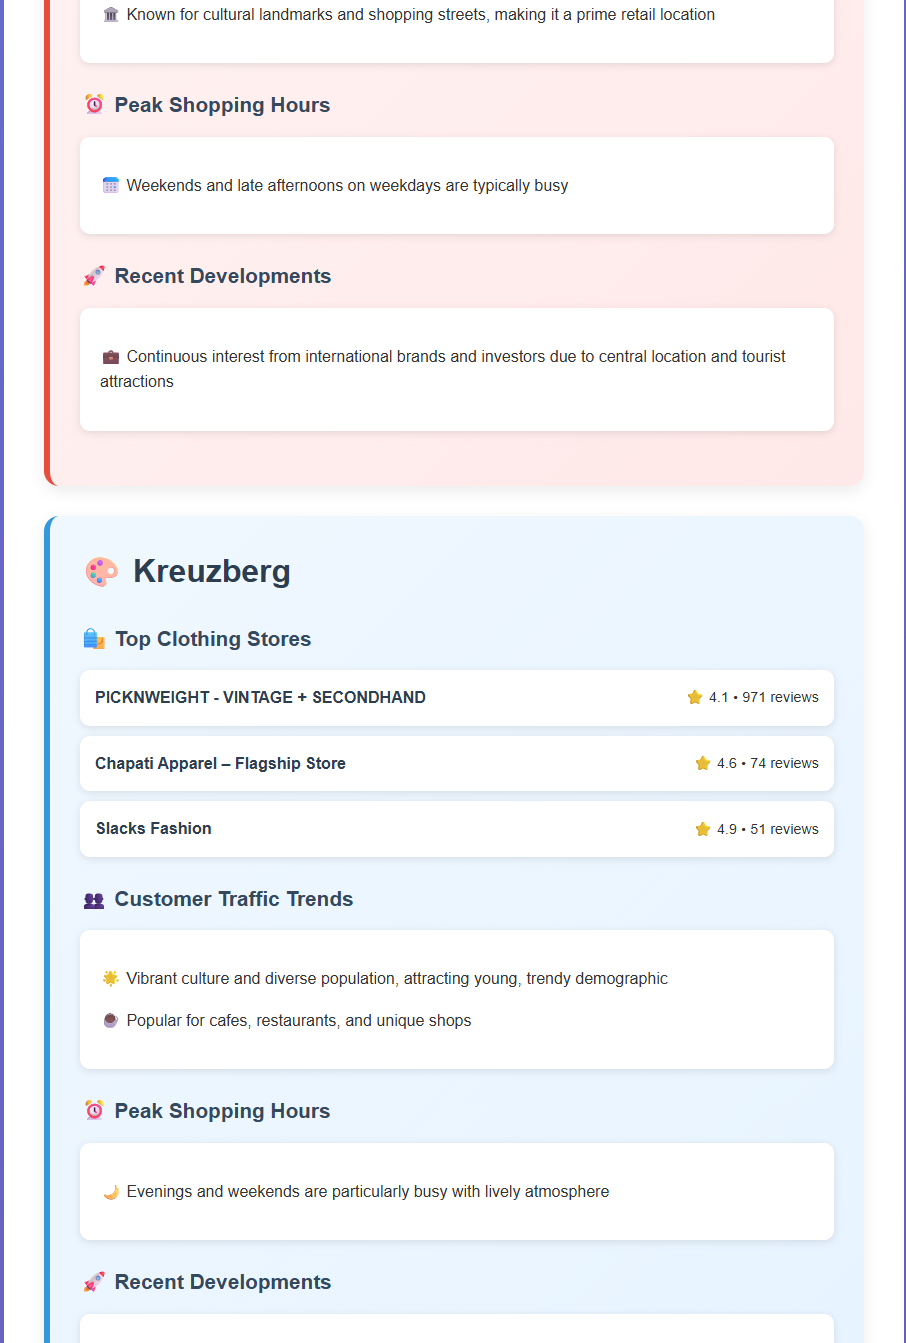 Known for cultural landmarks and shopping streets, making it a prime retail location
Peak Shopping Hours
Weekends and late afternoons on weekdays are typically busy
Recent Developments
Continuous interest from international brands and investors due to central location and tourist
attractions
Kreuzberg
Top Clothing Stores
PICKNWEIGHT - VINTAGE + SECONDHAND 4.1 • 971 reviews
Chapati Apparel – Flagship Store 4.6 • 74 reviews
Slacks Fashion 4.9 • 51 reviews
Customer Traffic Trends
Vibrant culture and diverse population, attracting young, trendy demographic
Popular for cafes, restaurants, and unique shops
Peak Shopping Hours
Evenings and weekends are particularly busy with lively atmosphere
Recent Developments